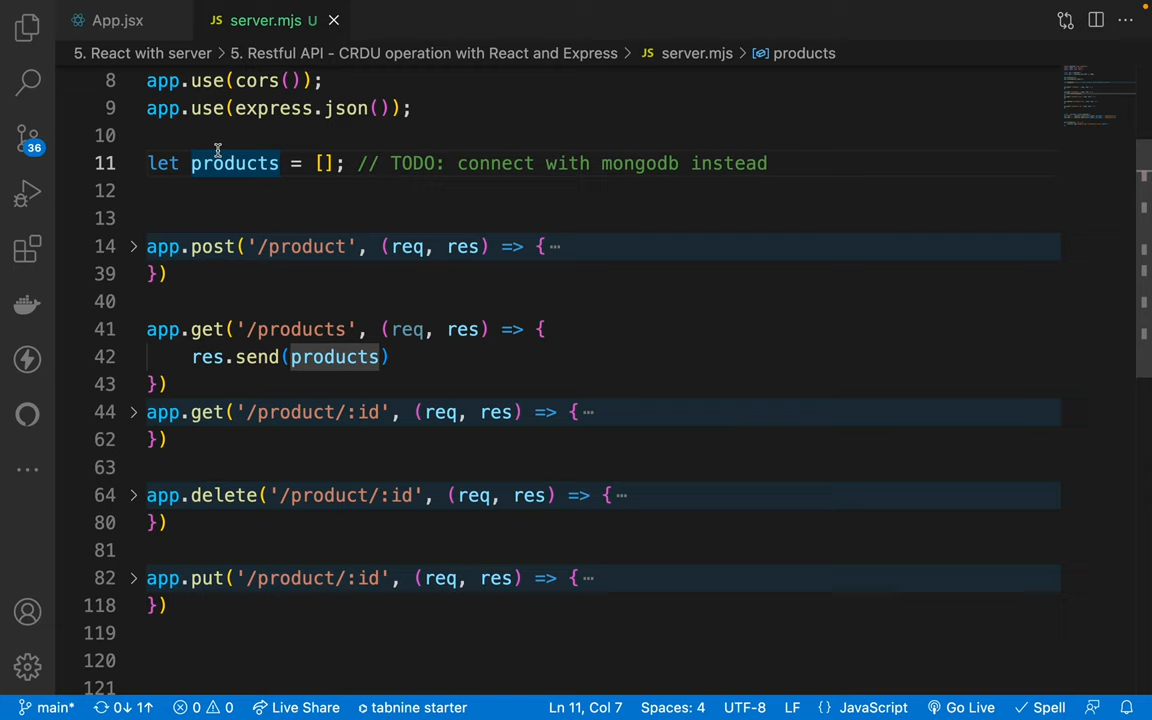 App.jsx
JS server.mjs U
5. React with server > 5. Restful API - CRDU operation with React and Express > JS server.mjs > products
8 app.use(cors());
9 app.use(express.json());
10
11 let products = []; // TODO: connect with mongodb instead
12
13
14 app.post('/product', (req, res) => {…
39 })
40
41 app.get('/products', (req, res) => {
42 res.send(products)
43 })
44 app.get('/product/:id', (req, res) => {…
62 })
63
64 app.delete('/product/:id', (req, res) => {…
80 })
81
82 app.put('/product/:id', (req, res) => {…
118 })
119
120
121
36
main* 0↓ 1↑ 0 0 Live Share tabnine starter Ln 11, Col 7 Spaces: 4 UTF-8 LF {} JavaScript Go Live Spell